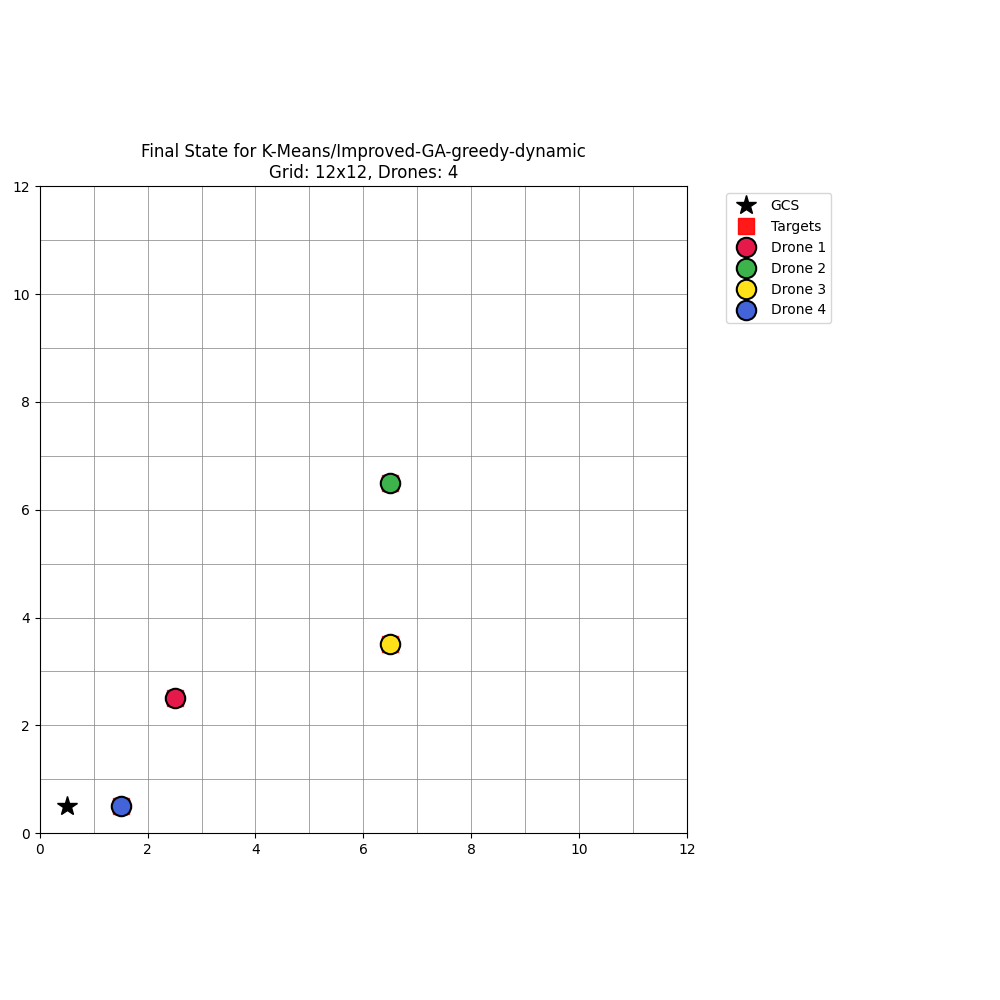 Final State for K-Means/Improved-GA-greedy-dynamic
Grid: 12x12, Drones: 4
12
10
8
6
4
2
0
0 2 4 6 8 10 12
GCS
Targets
Drone 1
Drone 2
Drone 3
Drone 4